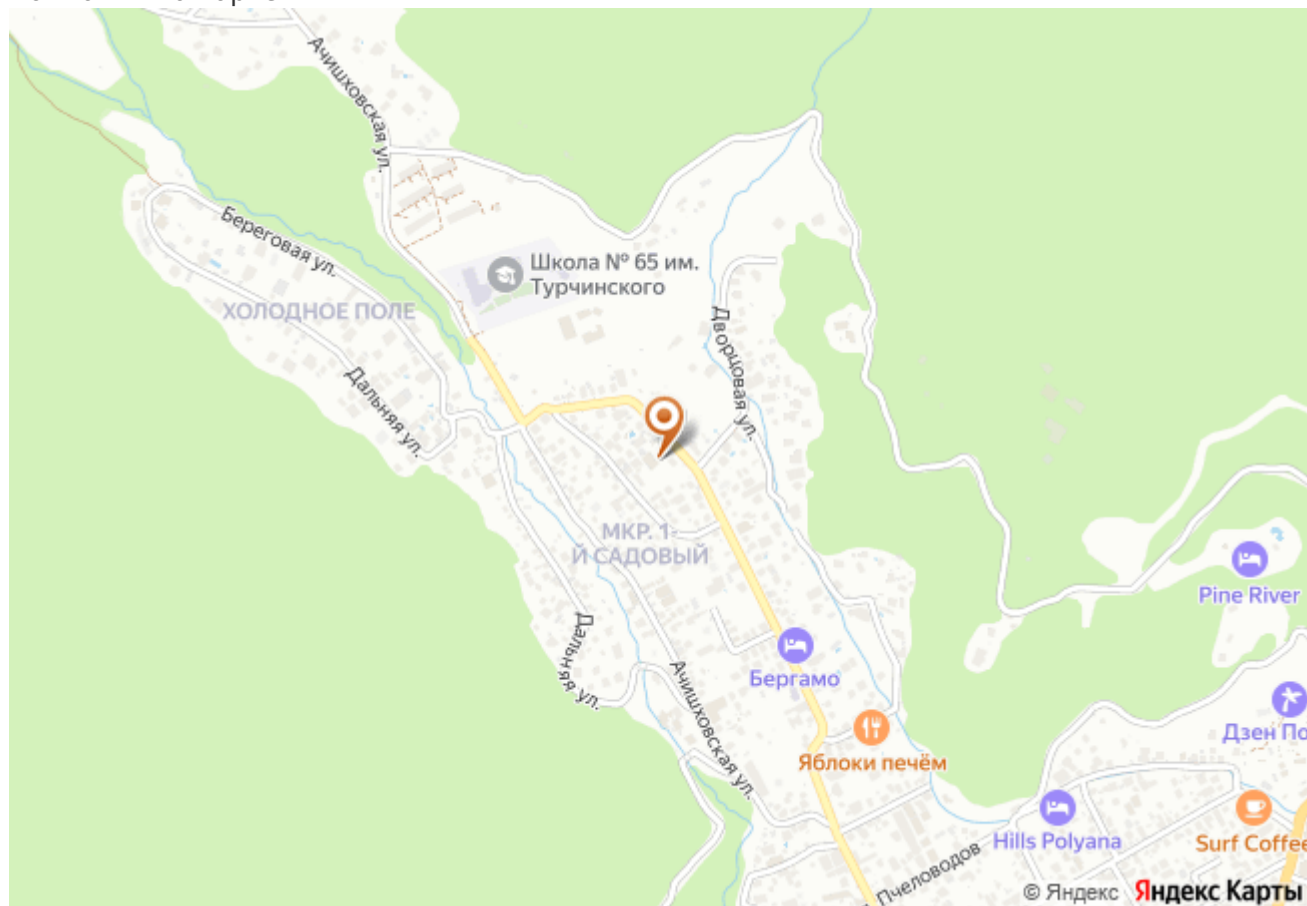 Ачишховская ул.
Береговая ул.
Школа № 65 им.
Турчинского
ХОЛОДНОЕ ПОЛЕ
Дворцовая ул.
Дальняя ул.
МКР. 1-
Й САДОВЫЙ
Pine River
Дальняя ул.
Бергамо
Ачишховская ул.
Дзен По
Яблоки печём
Hills Polyana
Surf Coffee
Пчеловодов
© Яндекс Яндекс Карты